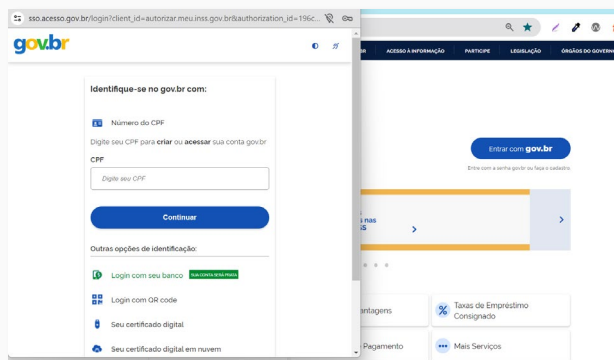 sso.acesso.gov.br/login?client_id=autorizar.meu.inss.gov.br&authorization_id=196c...
gov.br
Identifique-se no gov.br com:
Número do CPF
Digite seu CPF para criar ou acessar sua conta gov.br
CPF
Digite seu CPF
Continuar
Outras opções de identificação:
Login com seu banco SUA CONTA SERÁ PRATA
Login com QR code
Seu certificado digital
Seu certificado digital em nuvem
BR ACESSO À INFORMAÇÃO PARTICIPE LEGISLAÇÃO ÓRGÃOS DO GOVERNO
Entrar com gov.br
Entre com a senha gov.br ou faça o cadastro
s nas
SS
antagens
Taxas de Empréstimo
Consignado
Pagamento
Mais Serviços